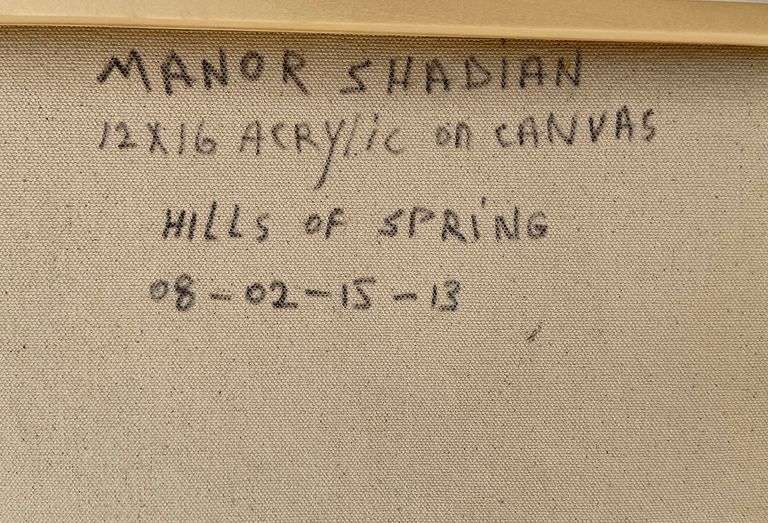 MANOR SHADIAN
12X16 ACRYlic on CANVAS
HILLS OF SPRiNG
08-02-15-13